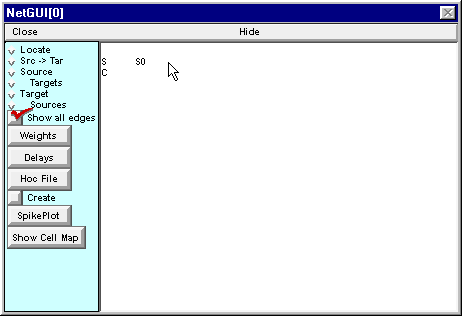 NetGUI[0]
Close Hide
Locate
Src -> Tar
Source
Targets
Target
Sources
Show all edges
Weights
Delays
Hoc File
Create
SpikePlot
Show Cell Map
S S0
C